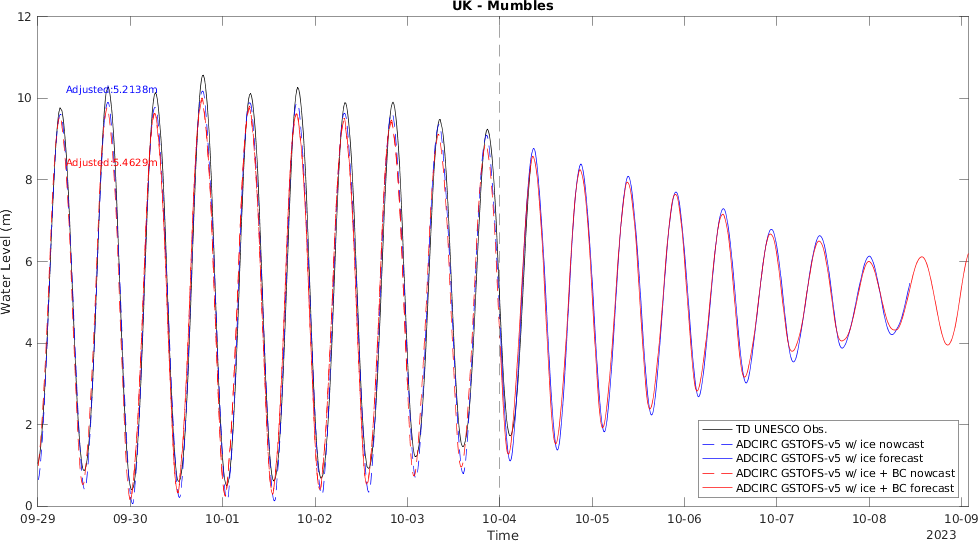 UK - Mumbles
12
10
8
6
4
2
0
Water Level (m)
Adjusted:5.2138m
Adjusted:5.4629m
TD UNESCO Obs.
ADCIRC GSTOFS-v5 w/ ice nowcast
ADCIRC GSTOFS-v5 w/ ice forecast
ADCIRC GSTOFS-v5 w/ ice + BC nowcast
ADCIRC GSTOFS-v5 w/ ice + BC forecast
09-29 09-30 10-01 10-02 10-03 10-04 10-05 10-06 10-07 10-08 10-09
Time
2023